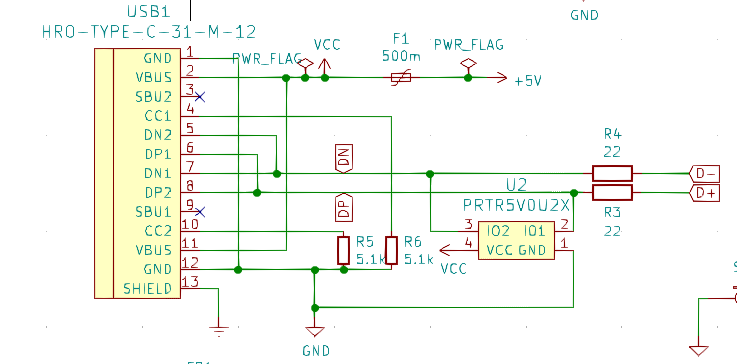 GND
USB1
HRO-TYPE-C-31-M-12
GND 1
VBUS 2
SBU2 3
CC1 4
DN2 5
DP1 6
DN1 7
DP2 8
SBU1 9
CC2 10
VBUS 11
GND 12
SHIELD 13
PWR_FLAG
VCC
F1
500m
PWR_FLAG
+5V
DN
DP
R4
22
D-
D+
R3
22
U2
PRTR5V0U2X
3 IO2 IO1 2
4 VCC GND 1
VCC
R5
5.1k
R6
5.1k
GND